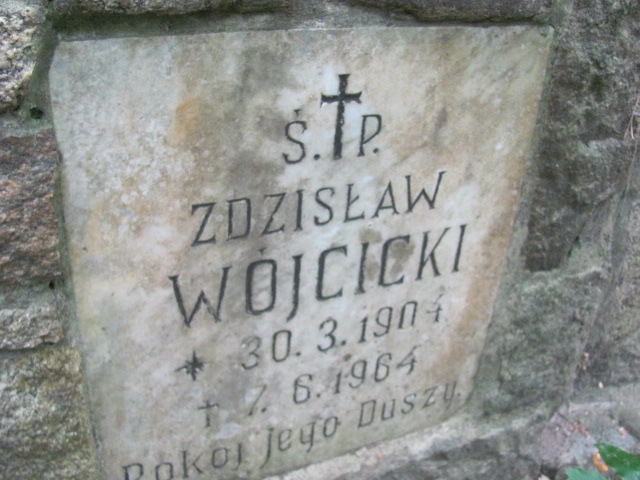 Ś. P.
ZDZISŁAW
WÓJCICKI
30.3.1904
7.6.1964
Pokój jego Duszy.